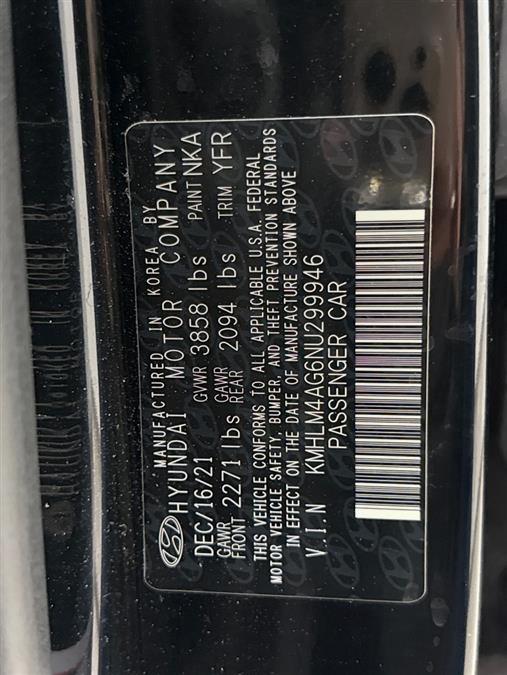 MANUFACTURED IN KOREA BY
HYUNDAI MOTOR COMPANY
DEC/16/21 GVWR 3858 lbs PAINT NKA
GAWR FRONT 2271 lbs GAWR REAR 2094 lbs TRIM YFR
THIS VEHICLE CONFORMS TO ALL APPLICABLE U.S.A. FEDERAL
MOTOR VEHICLE SAFETY, BUMPER, AND THEFT PREVENTION STANDARDS
IN EFFECT ON THE DATE OF MANUFACTURE SHOWN ABOVE
V.I.N KMHLM4AG6NU299946
PASSENGER CAR